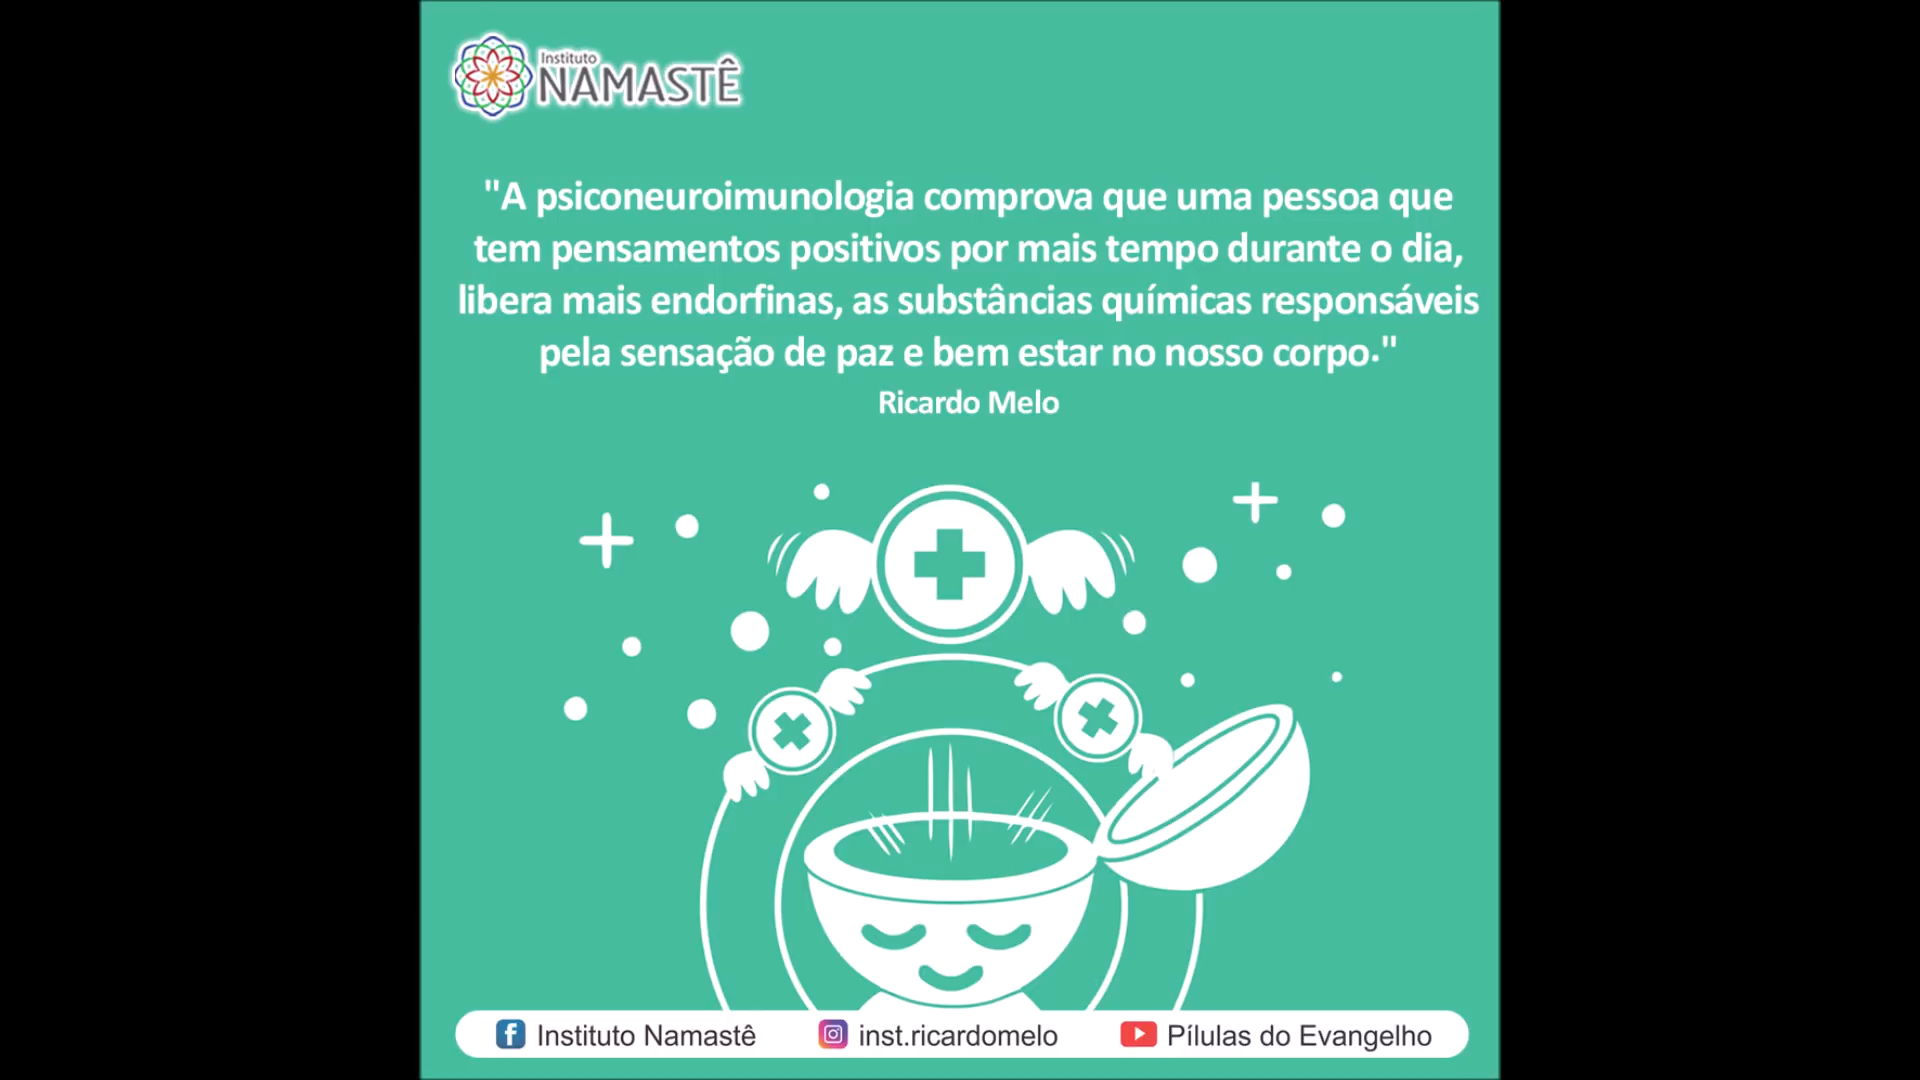 Instituto
NAMASTÊ
"A psiconeuroimunologia comprova que uma pessoa que
tem pensamentos positivos por mais tempo durante o dia,
libera mais endorfinas, as substâncias químicas responsáveis
pela sensação de paz e bem estar no nosso corpo."
Ricardo Melo
Instituto Namastê inst.ricardomelo Pílulas do Evangelho